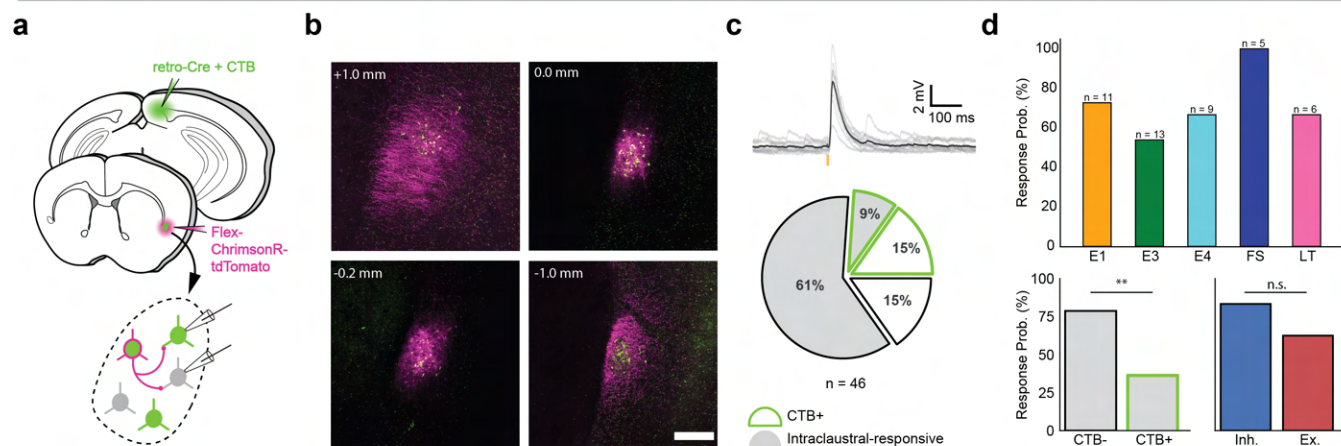 a
retro-Cre + CTB
Flex-
ChrimsonR-
tdTomato
b
+1.0 mm
0.0 mm
-0.2 mm
-1.0 mm
c
2 mV
100 ms
9%
15%
15%
61%
n = 46
CTB+
Intraclaustral-responsive
d
Response Prob. (%)
100
80
60
40
20
0
n = 11
n = 13
n = 9
n = 5
n = 6
E1
E3
E4
FS
LT
Response Prob. (%)
75
50
25
0
**
CTB-
CTB+
n.s.
Inh.
Ex.